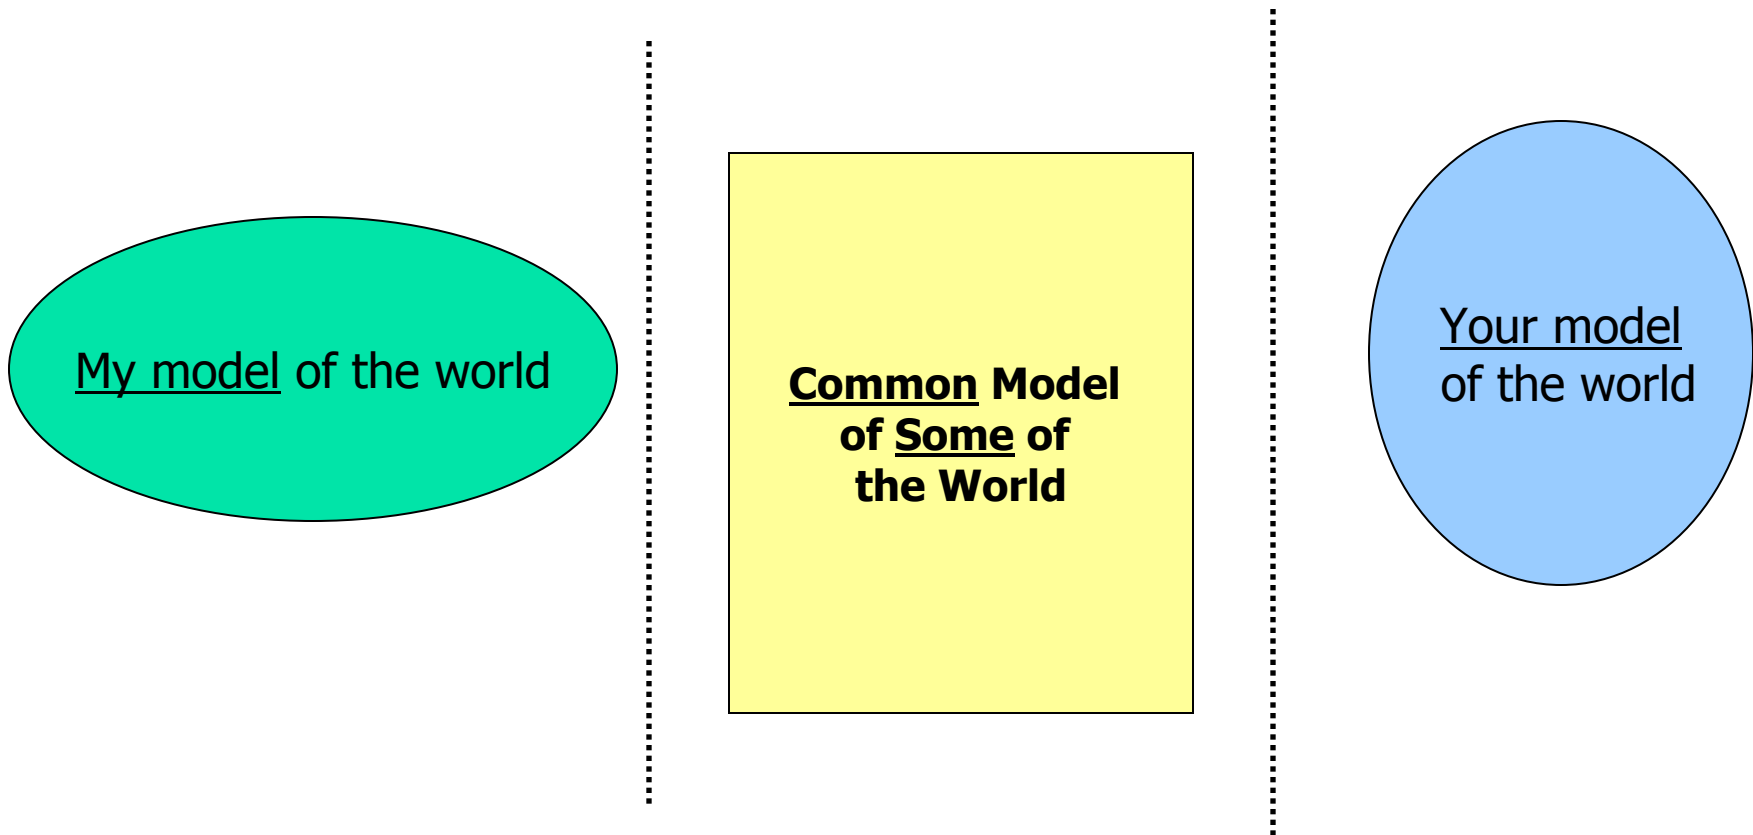 My model of the world
Common Model
of Some of
the World
Your model
of the world